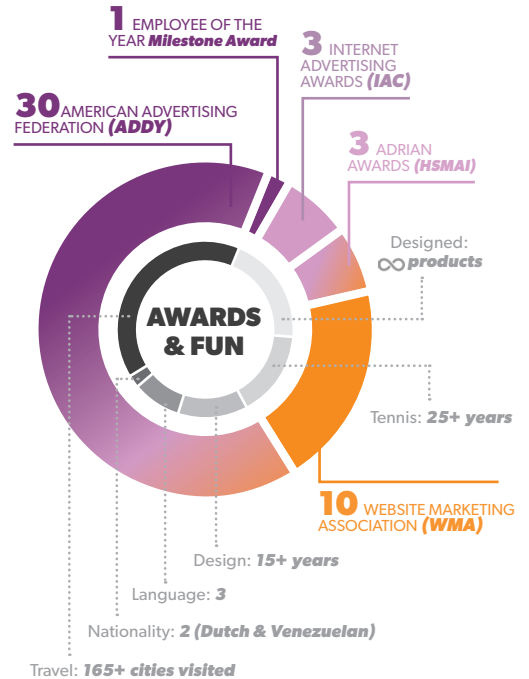 1 EMPLOYEE OF THE
YEAR Milestone Award
3 INTERNET
ADVERTISING
AWARDS (IAC)
30 AMERICAN ADVERTISING
FEDERATION (ADDY)
3 ADRIAN
AWARDS (HSMAI)
Designed:
∞ products
AWARDS
& FUN
Tennis: 25+ years
10 WEBSITE MARKETING
ASSOCIATION (WMA)
Design: 15+ years
Language: 3
Nationality: 2 (Dutch & Venezuelan)
Travel: 165+ cities visited